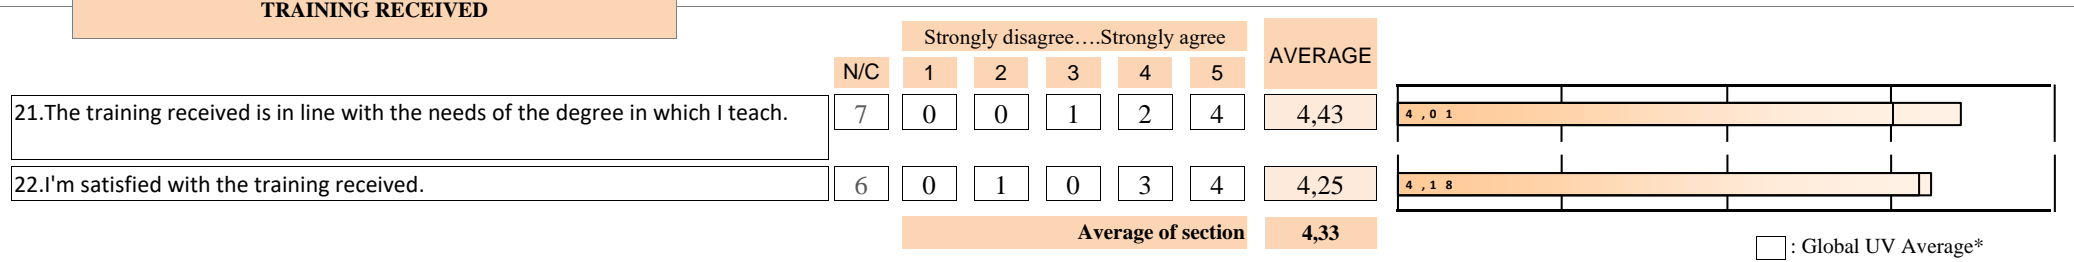 TRAINING RECEIVED
Strongly disagree….Strongly agree
AVERAGE
N/C 1 2 3 4 5
21.The training received is in line with the needs of the degree in which I teach. 7 0 0 1 2 4 4,43 4,01
22.I'm satisfied with the training received. 6 0 1 0 3 4 4,25 4,18
Average of section 4,33
: Global UV Average*